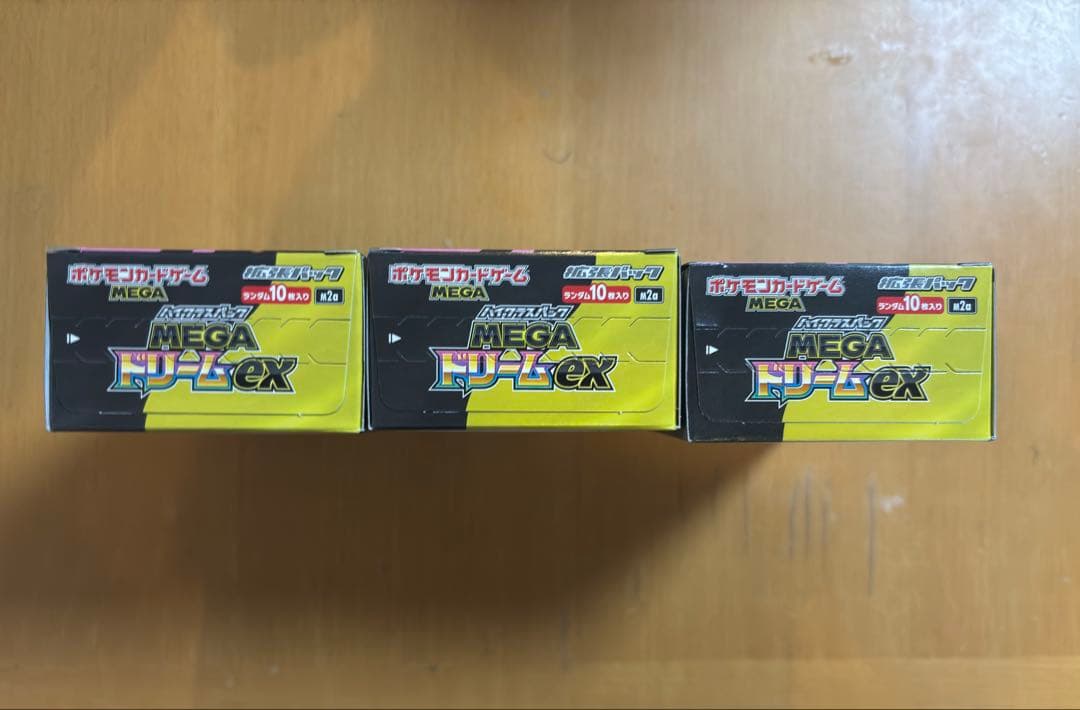 ポケモンカードゲーム
MEGA
拡張パック
ランダム10枚入り
M2a
ハイクラスパック
MEGA
ドリームex
ポケモンカードゲーム
MEGA
拡張パック
ランダム10枚入り
M2a
ハイクラスパック
MEGA
ドリームex
ポケモンカードゲーム
MEGA
拡張パック
ランダム10枚入り
M2a
ハイクラスパック
MEGA
ドリームex